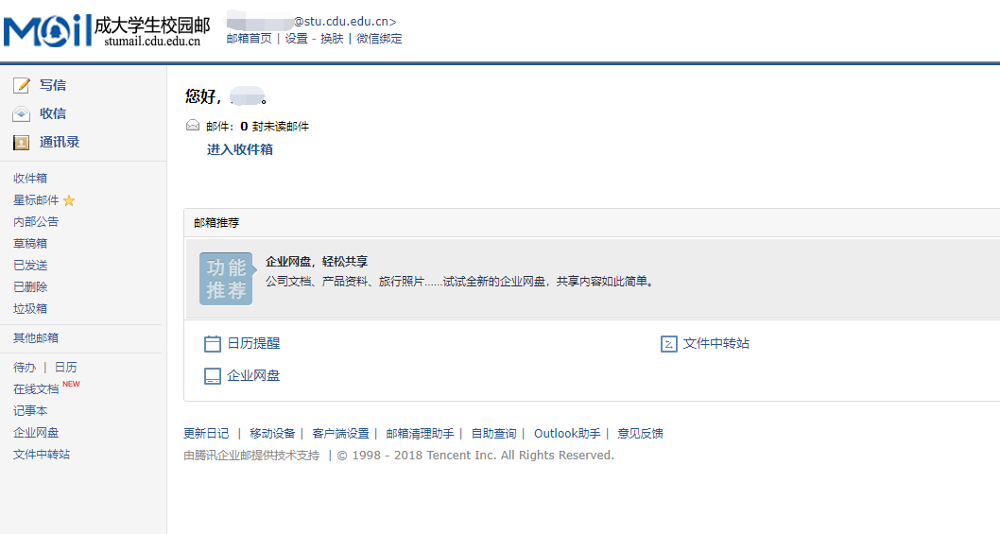 Mail 成大学生校园邮
stumail.cdu.edu.cn
@stu.cdu.edu.cn>
邮箱首页 | 设置 - 换肤 | 微信绑定
写信
收信
通讯录
收件箱
星标邮件
内部公告
草稿箱
已发送
已删除
垃圾箱
其他邮箱
待办 | 日历
在线文档 NEW
记事本
企业网盘
文件中转站
您好， 。
邮件：0 封未读邮件
进入收件箱
邮箱推荐
功能
推荐
企业网盘，轻松共享
公司文档、产品资料、旅行照片……试试全新的企业网盘，共享内容如此简单。
日历提醒
文件中转站
企业网盘
更新日记 | 移动设备 | 客户端设置 | 邮箱清理助手 | 自助查询 | Outlook助手 | 意见反馈
由腾讯企业邮提供技术支持 | © 1998 - 2018 Tencent Inc. All Rights Reserved.